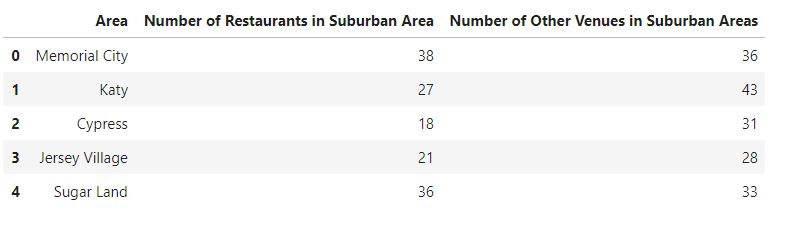 Area Number of Restaurants in Suburban Area Number of Other Venues in Suburban Areas
0 Memorial City 38 36
1 Katy 27 43
2 Cypress 18 31
3 Jersey Village 21 28
4 Sugar Land 36 33